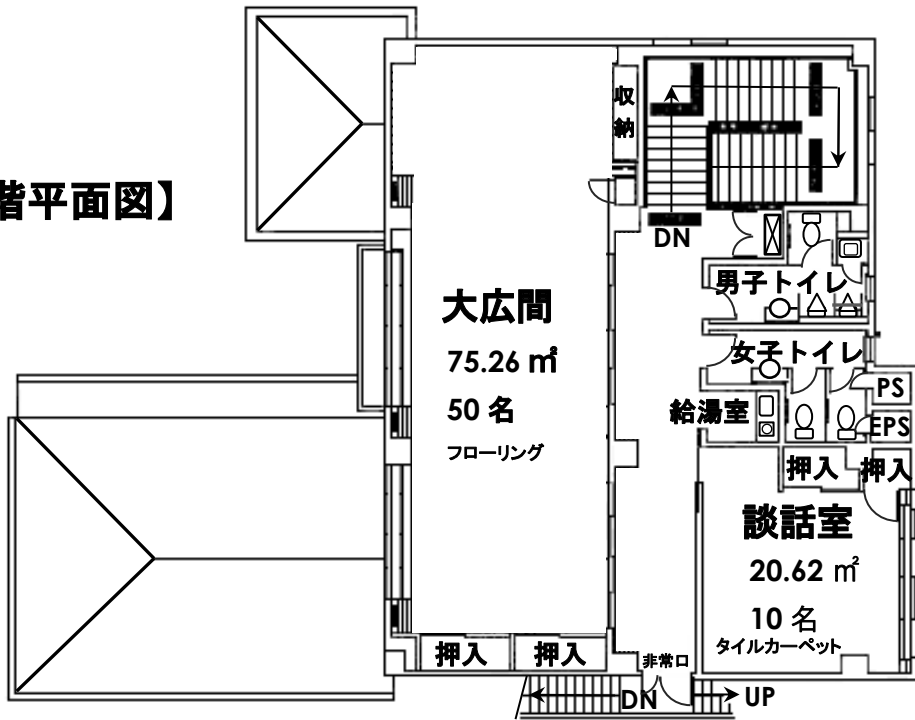 階平面図】
収
納
DN
男子トイレ
大広間
75.26 ㎡
50 名
フローリング
女子トイレ
PS
給湯室
EPS
押入
押入
談話室
20.62 ㎡
10 名
タイルカーペット
押入
押入
非常口
DN
UP